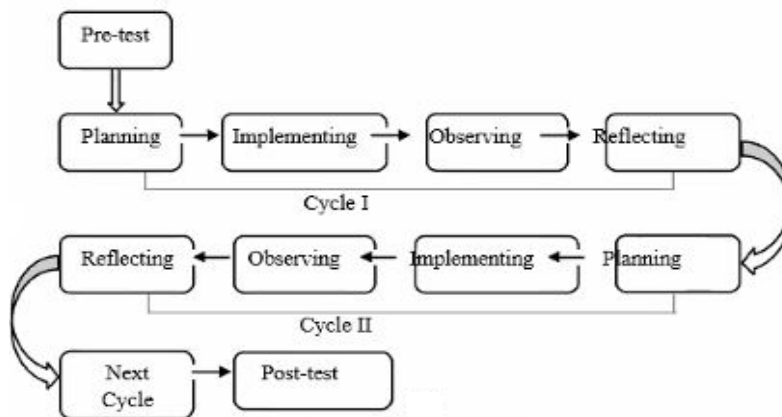 Pre-test
Planning Implementing Observing Reflecting
Cycle I
Reflecting Observing Implementing Planning
Cycle II
Next Post-test
Cycle